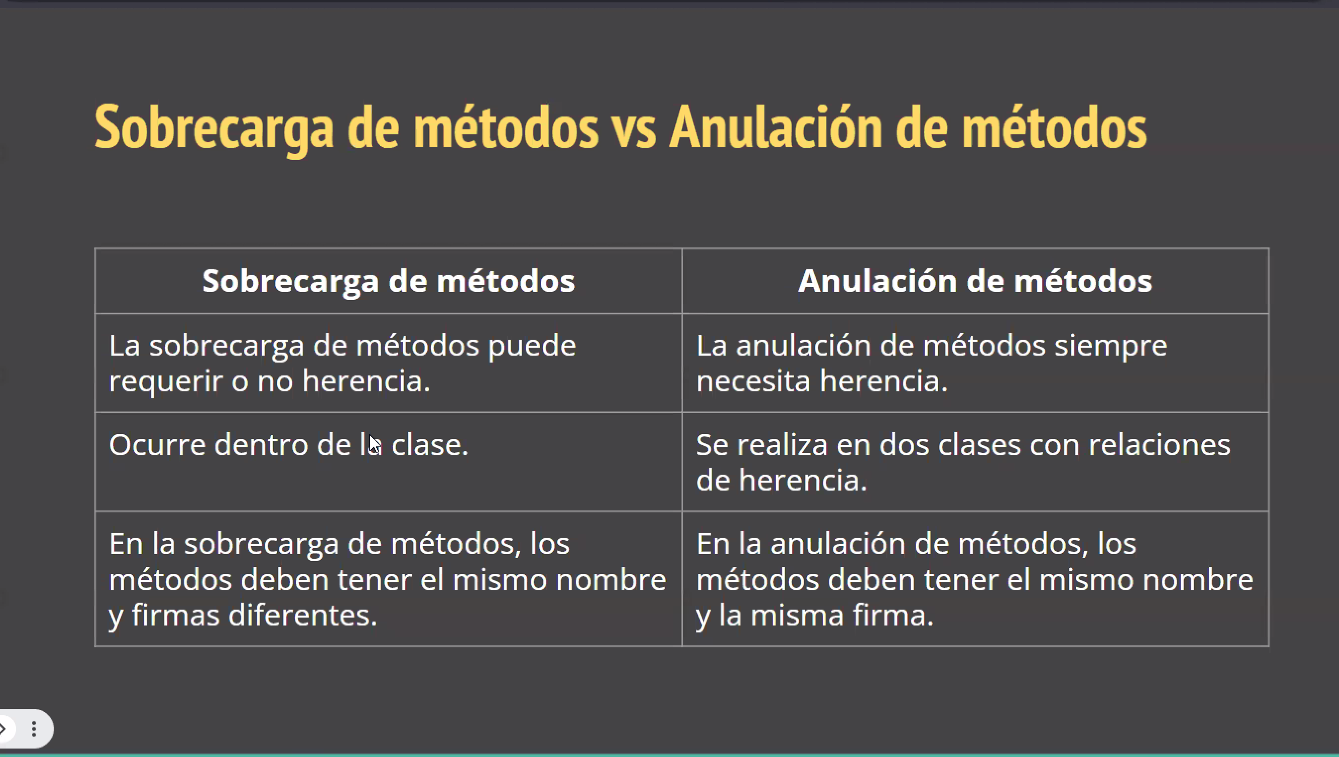 Sobrecarga de métodos vs Anulación de métodos
Sobrecarga de métodos
Anulación de métodos
La sobrecarga de métodos puede
requerir o no herencia.
La anulación de métodos siempre
necesita herencia.
Ocurre dentro de la clase.
Se realiza en dos clases con relaciones
de herencia.
En la sobrecarga de métodos, los
métodos deben tener el mismo nombre
y firmas diferentes.
En la anulación de métodos, los
métodos deben tener el mismo nombre
y la misma firma.